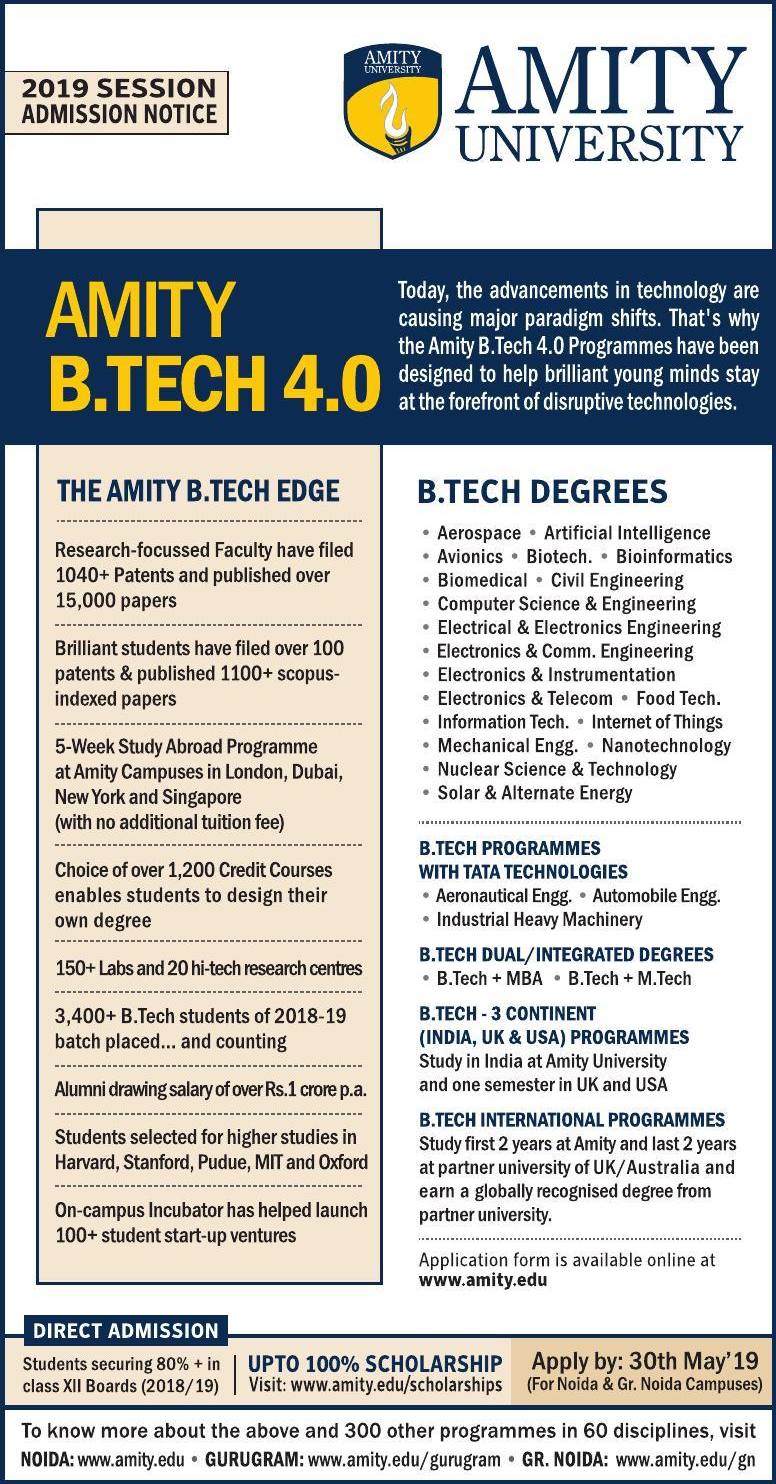 2019 SESSION
ADMISSION NOTICE
AMITY
UNIVERSITY
AMITY
UNIVERSITY
AMITY
B.TECH 4.0
Today, the advancements in technology are
causing major paradigm shifts. That's why
the Amity B.Tech 4.0 Programmes have been
designed to help brilliant young minds stay
at the forefront of disruptive technologies.
THE AMITY B.TECH EDGE
Research-focussed Faculty have filed
1040+ Patents and published over
15,000 papers
Brilliant students have filed over 100
patents & published 1100+ scopus-
indexed papers
5-Week Study Abroad Programme
at Amity Campuses in London, Dubai,
New York and Singapore
(with no additional tuition fee)
Choice of over 1,200 Credit Courses
enables students to design their
own degree
150+ Labs and 20 hi-tech research centres
3,400+ B.Tech students of 2018-19
batch placed... and counting
Alumni drawing salary of over Rs.1 crore p.a.
Students selected for higher studies in
Harvard, Stanford, Pudue, MIT and Oxford
On-campus Incubator has helped launch
100+ student start-up ventures
B.TECH DEGREES
• Aerospace • Artificial Intelligence
• Avionics • Biotech. • Bioinformatics
• Biomedical • Civil Engineering
• Computer Science & Engineering
• Electrical & Electronics Engineering
• Electronics & Comm. Engineering
• Electronics & Instrumentation
• Electronics & Telecom • Food Tech.
• Information Tech. • Internet of Things
• Mechanical Engg. • Nanotechnology
• Nuclear Science & Technology
• Solar & Alternate Energy
B.TECH PROGRAMMES
WITH TATA TECHNOLOGIES
• Aeronautical Engg. • Automobile Engg.
• Industrial Heavy Machinery
B.TECH DUAL/INTEGRATED DEGREES
• B.Tech + MBA • B.Tech + M.Tech
B.TECH - 3 CONTINENT
(INDIA, UK & USA) PROGRAMMES
Study in India at Amity University
and one semester in UK and USA
B.TECH INTERNATIONAL PROGRAMMES
Study first 2 years at Amity and last 2 years
at partner university of UK/Australia and
earn a globally recognised degree from
partner university.
Application form is available online at
www.amity.edu
DIRECT ADMISSION
Students securing 80% + in
class XII Boards (2018/19)
UPTO 100% SCHOLARSHIP
Visit: www.amity.edu/scholarships
Apply by: 30th May'19
(For Noida & Gr. Noida Campuses)
To know more about the above and 300 other programmes in 60 disciplines, visit
NOIDA: www.amity.edu • GURUGRAM: www.amity.edu/gurugram • GR. NOIDA: www.amity.edu/gn